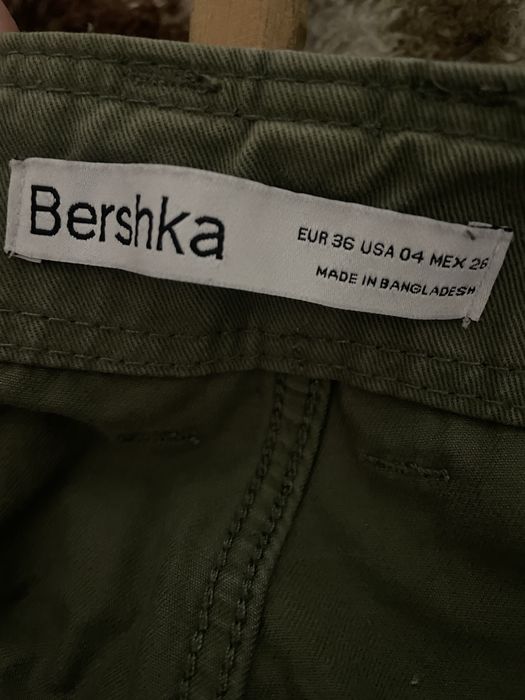 Bershka
EUR 36 USA 04 MEX 26
MADE IN BANGLADESH